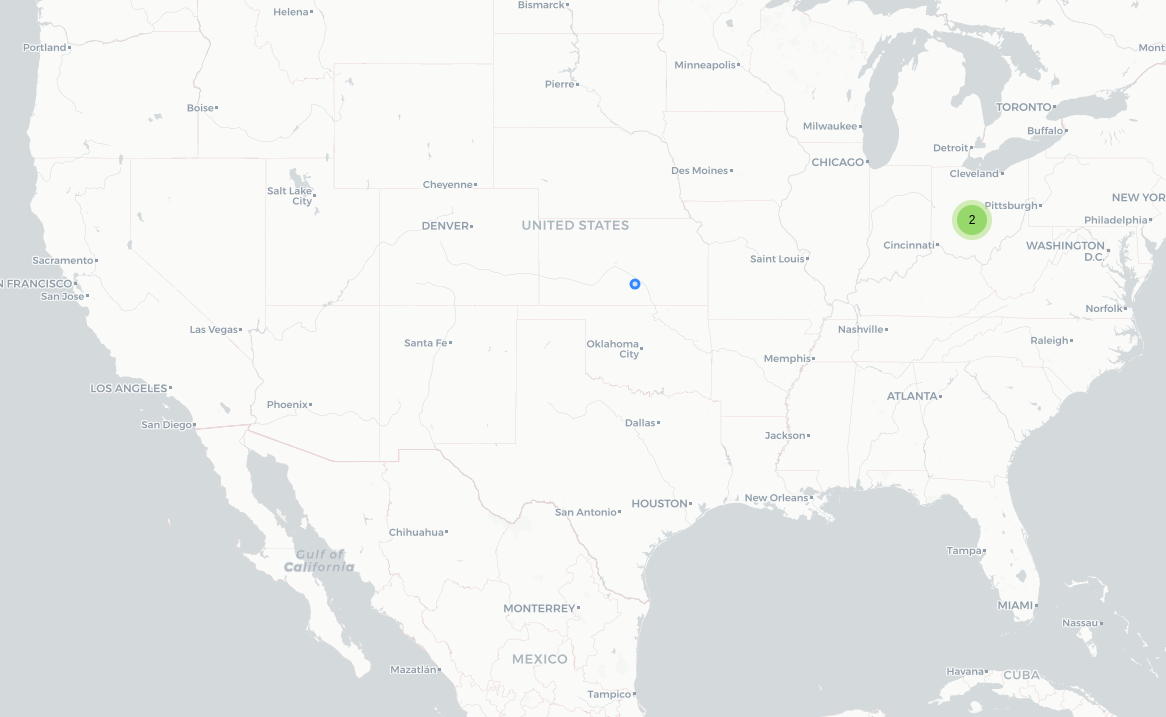 Bismarck
Helena
Portland
Mont
Minneapolis
Pierre
Boise
TORONTO
Milwaukee
Buffalo
Detroit
CHICAGO
Des Moines
Cleveland
Cheyenne
Salt Lake
City
NEW YOR
Pittsburgh
2
Philadelphia
DENVER
UNITED STATES
Cincinnati
WASHINGTON
D.C.
Sacramento
Saint Louis
N FRANCISCO
San Jose
Norfolk
Las Vegas
Nashville
Santa Fe
Oklahoma
City
Raleigh
Memphis
LOS ANGELES
ATLANTA
Phoenix
San Diego
Dallas
Jackson
New Orleans
HOUSTON
San Antonio
Chihuahua
Tampa
Gulf of
California
MONTERREY
MIAMI
Nassau
MEXICO
Mazatlán
Havana
CUBA
Tampico